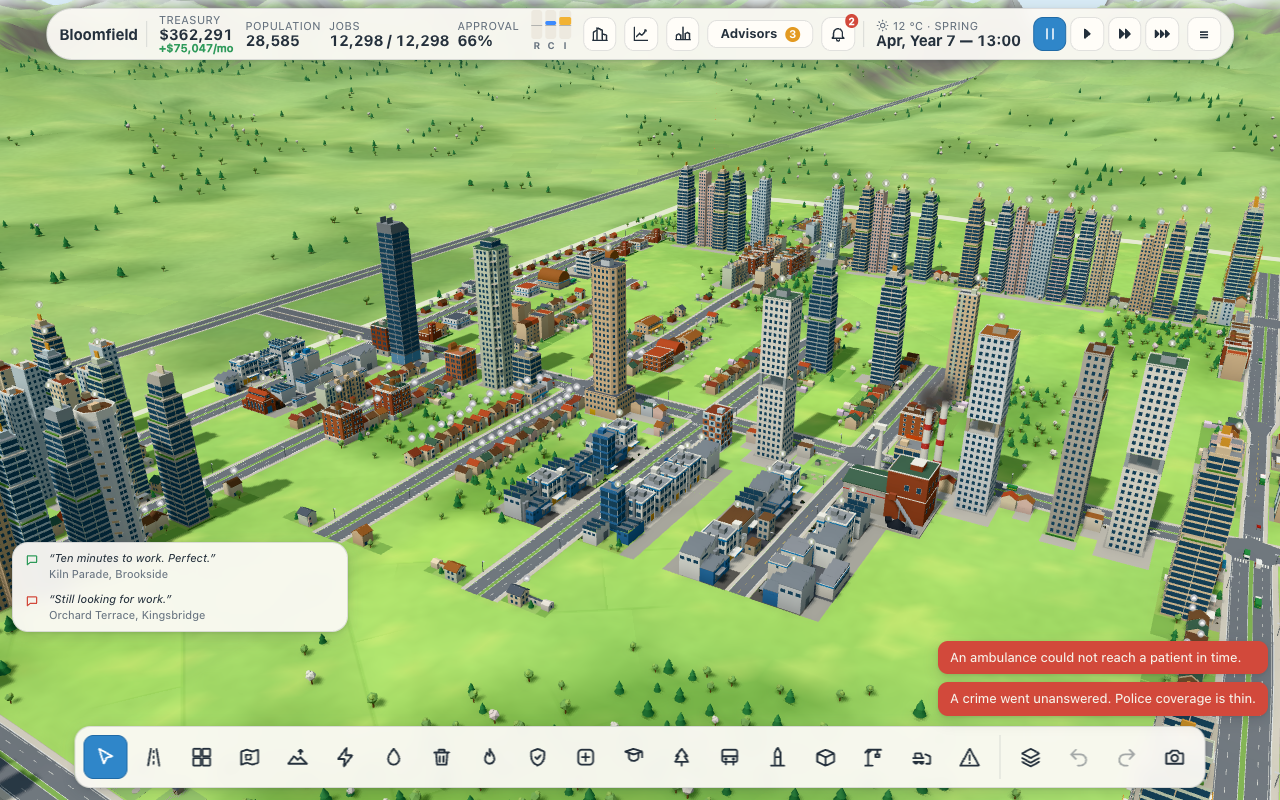 Bloomfield
TREASURY
$362,291
+$75,047/mo
POPULATION
28,585
JOBS
12,298 / 12,298
APPROVAL
66%
R C I
Advisors 3
2
12 °C · SPRING
Apr, Year 7 — 13:00
“Ten minutes to work. Perfect.”
Kiln Parade, Brookside
“Still looking for work.”
Orchard Terrace, Kingsbridge
An ambulance could not reach a patient in time.
A crime went unanswered. Police coverage is thin.